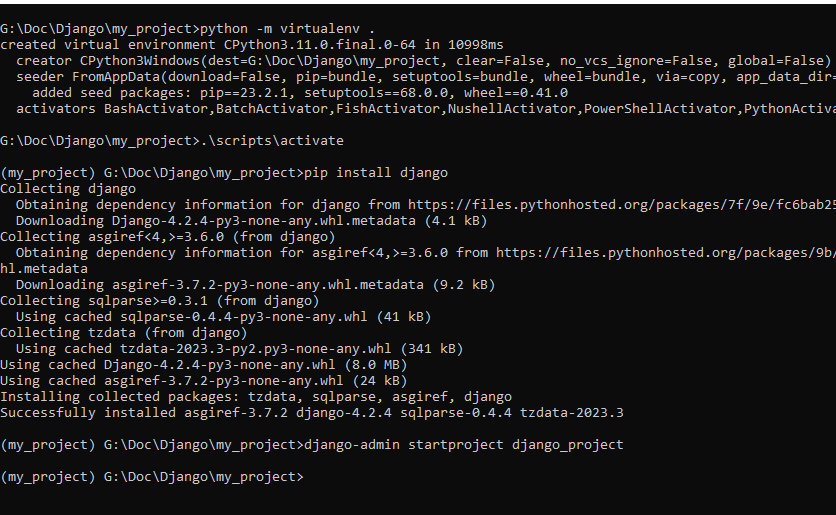 G:\Doc\Django\my_project>python -m virtualenv .
created virtual environment CPython3.11.0.final.0-64 in 10998ms
  creator CPython3Windows(dest=G:\Doc\Django\my_project, clear=False, no_vcs_ignore=False, global=False)
  seeder FromAppData(download=False, pip=bundle, setuptools=bundle, wheel=bundle, via=copy, app_data_dir=
    added seed packages: pip==23.2.1, setuptools==68.0.0, wheel==0.41.0
  activators BashActivator,BatchActivator,FishActivator,NushellActivator,PowerShellActivator,PythonActiva
G:\Doc\Django\my_project>.\scripts\activate
(my_project) G:\Doc\Django\my_project>pip install django
Collecting django
  Obtaining dependency information for django from https://files.pythonhosted.org/packages/7f/9e/fc6bab25
  Downloading Django-4.2.4-py3-none-any.whl.metadata (4.1 kB)
Collecting asgiref<4,>=3.6.0 (from django)
  Obtaining dependency information for asgiref<4,>=3.6.0 from https://files.pythonhosted.org/packages/9b/
hl.metadata
  Downloading asgiref-3.7.2-py3-none-any.whl.metadata (9.2 kB)
Collecting sqlparse>=0.3.1 (from django)
  Using cached sqlparse-0.4.4-py3-none-any.whl (41 kB)
Collecting tzdata (from django)
  Using cached tzdata-2023.3-py2.py3-none-any.whl (341 kB)
Using cached Django-4.2.4-py3-none-any.whl (8.0 MB)
Using cached asgiref-3.7.2-py3-none-any.whl (24 kB)
Installing collected packages: tzdata, sqlparse, asgiref, django
Successfully installed asgiref-3.7.2 django-4.2.4 sqlparse-0.4.4 tzdata-2023.3
(my_project) G:\Doc\Django\my_project>django-admin startproject django_project
(my_project) G:\Doc\Django\my_project>